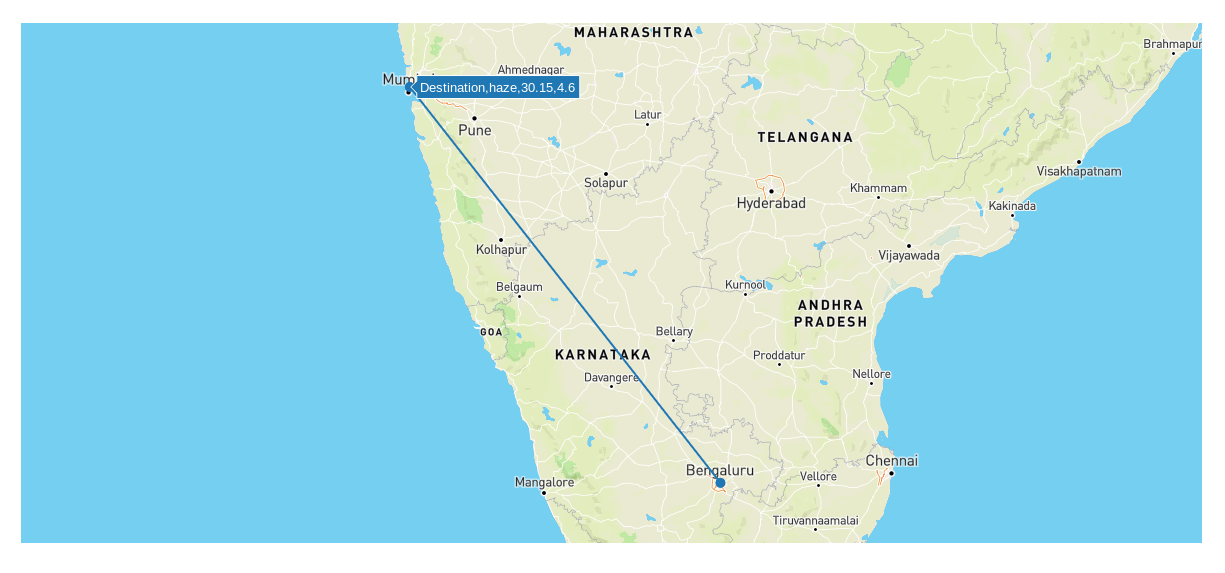 MAHARASHTRA
Brahmapur
Ahmednagar
Destination,haze,30.15,4.6
Latur
Pune
TELANGANA
Visakhapatnam
Solapur
Khammam
Hyderabad
Kakinada
Kolhapur
Vijayawada
Belgaum
Kurnool
ANDHRA
PRADESH
GOA
Bellary
KARNATAKA
Proddatur
Davangere
Nellore
Bengaluru
Chennai
Mangalore
Vellore
Tiruvannaamalai